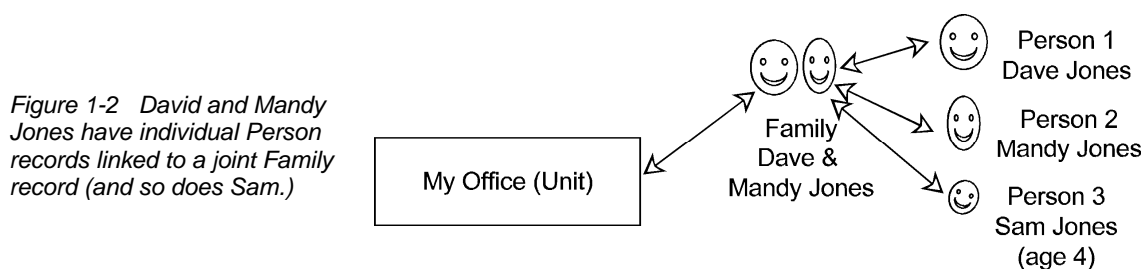 Figure 1-2 David and Mandy
Jones have individual Person
records linked to a joint Family
record (and so does Sam.)
My Office (Unit)
Family
Dave &
Mandy Jones
Person 1
Dave Jones
Person 2
Mandy Jones
Person 3
Sam Jones
(age 4)